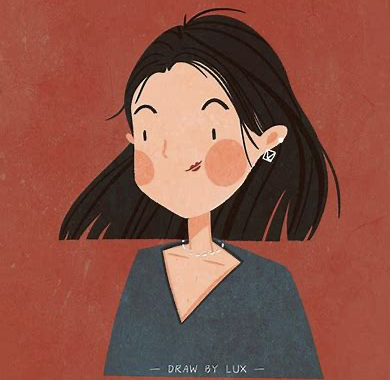 — DRAW BY LUX —